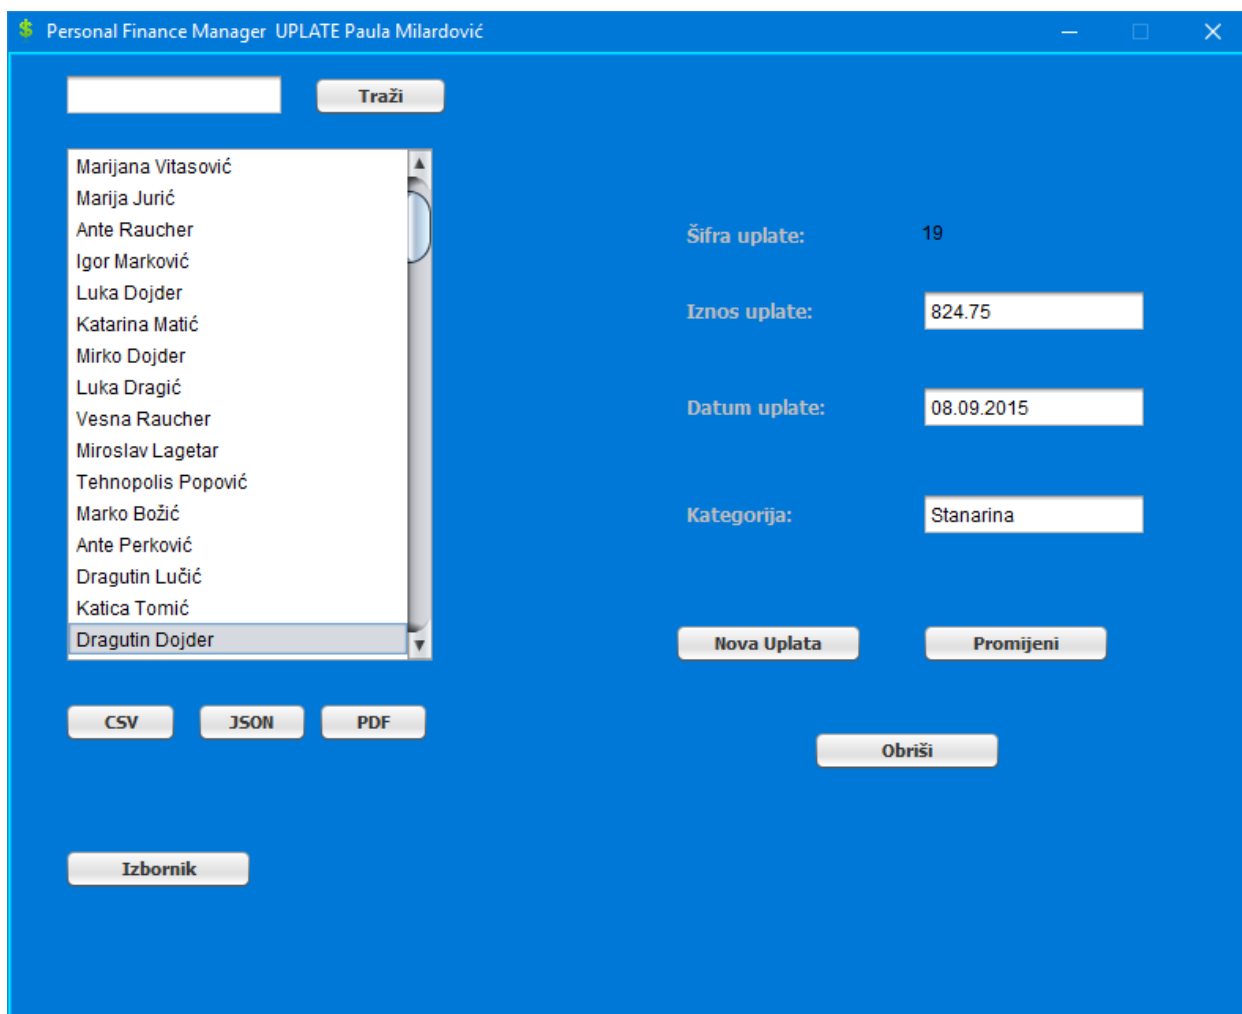 $ Personal Finance Manager UPLATE Paula Milardović
Traži
Marijana Vitasović
Marija Jurić
Ante Raucher
Igor Marković
Luka Dojder
Katarina Matić
Mirko Dojder
Luka Dragić
Vesna Raucher
Miroslav Lagetar
Tehnopolis Popović
Marko Božić
Ante Perković
Dragutin Lučić
Katica Tomić
Dragutin Dojder
CSV JSON PDF
Izbornik
Šifra uplate: 19
Iznos uplate: 824.75
Datum uplate: 08.09.2015
Kategorija: Stanarina
Nova Uplata Promijeni
Obriši